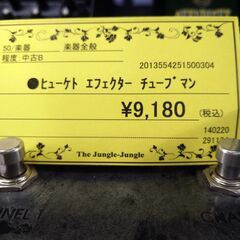 50/楽器 楽器全般
程度 中古B 2013554251500304
●ヒューケト エフェクター チューブマン
¥9,180 (税込)
140220
The Jungle-Jungle
NNEL 1